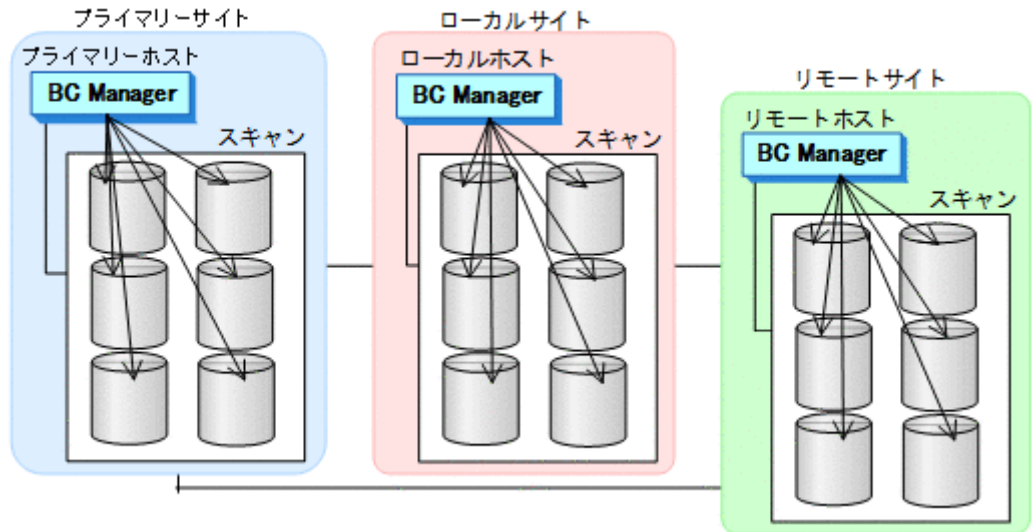 プライマリーサイト
プライマリーホスト
BC Manager
スキャン
ローカルサイト
ローカルホスト
BC Manager
スキャン
リモートサイト
リモートホスト
BC Manager
スキャン